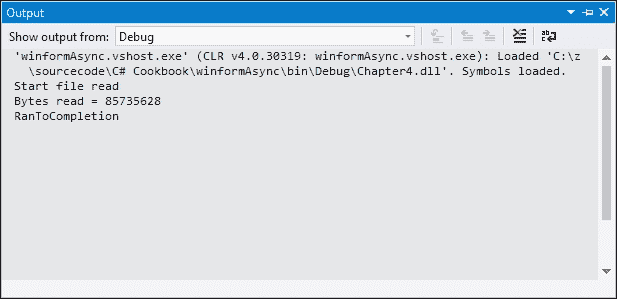 Output
Show output from: Debug
'winformAsync.vshost.exe' (CLR v4.0.30319: winformAsync.vshost.exe): Loaded 'C:\z
\sourcecode\C# Cookbook\winformAsync\bin\Debug\Chapter4.dll'. Symbols loaded.
Start file read
Bytes read = 85735628
RanToCompletion